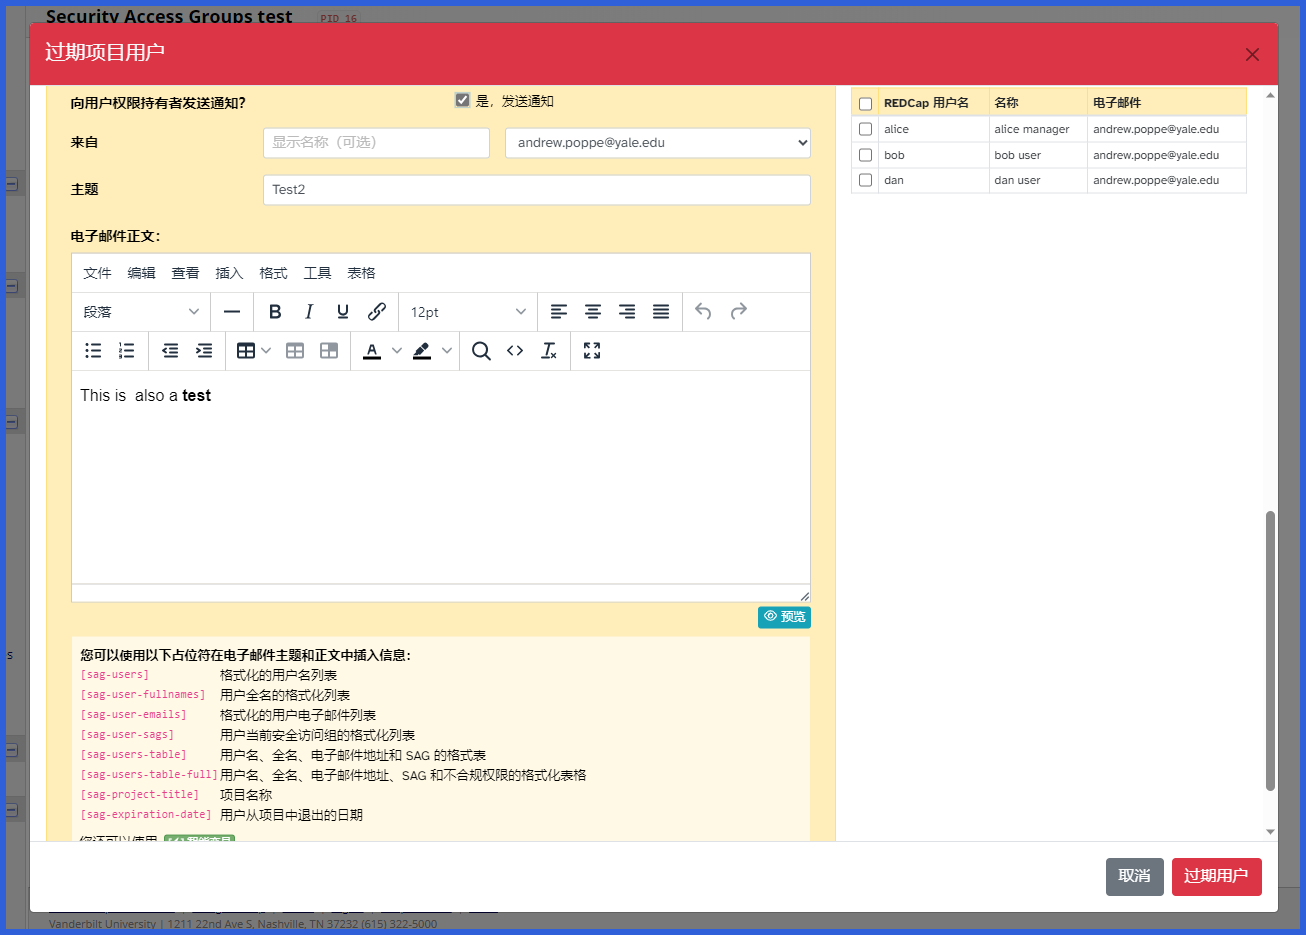 Security Access Groups test PID 16
过期项目用户
向用户权限持有者发送通知?
是，发送通知
来自
显示名称（可选）
andrew.poppe@yale.edu
主题
Test2
电子邮件正文：
文件 编辑 查看 插入 格式 工具 表格
段落
B I U
12pt
A
This is  also a test
预览
您可以使用以下占位符在电子邮件主题和正文中插入信息：
[sag-users] 格式化的用户名列表
[sag-user-fullnames] 用户全名的格式化列表
[sag-user-emails] 格式化的用户电子邮件列表
[sag-user-sags] 用户当前安全访问组的格式化列表
[sag-users-table] 用户名、全名、电子邮件地址和 SAG 的格式表
[sag-users-table-full] 用户名、全名、电子邮件地址、SAG 和不合规权限的格式化表格
[sag-project-title] 项目名称
[sag-expiration-date] 用户从项目中退出的日期
您还可以使用
REDCap 用户名 名称 电子邮件
alice alice manager andrew.poppe@yale.edu
bob bob user andrew.poppe@yale.edu
dan dan user andrew.poppe@yale.edu
取消
过期用户
Vanderbilt University | 1211 22nd Ave S, Nashville, TN 37232 (615) 322-5000